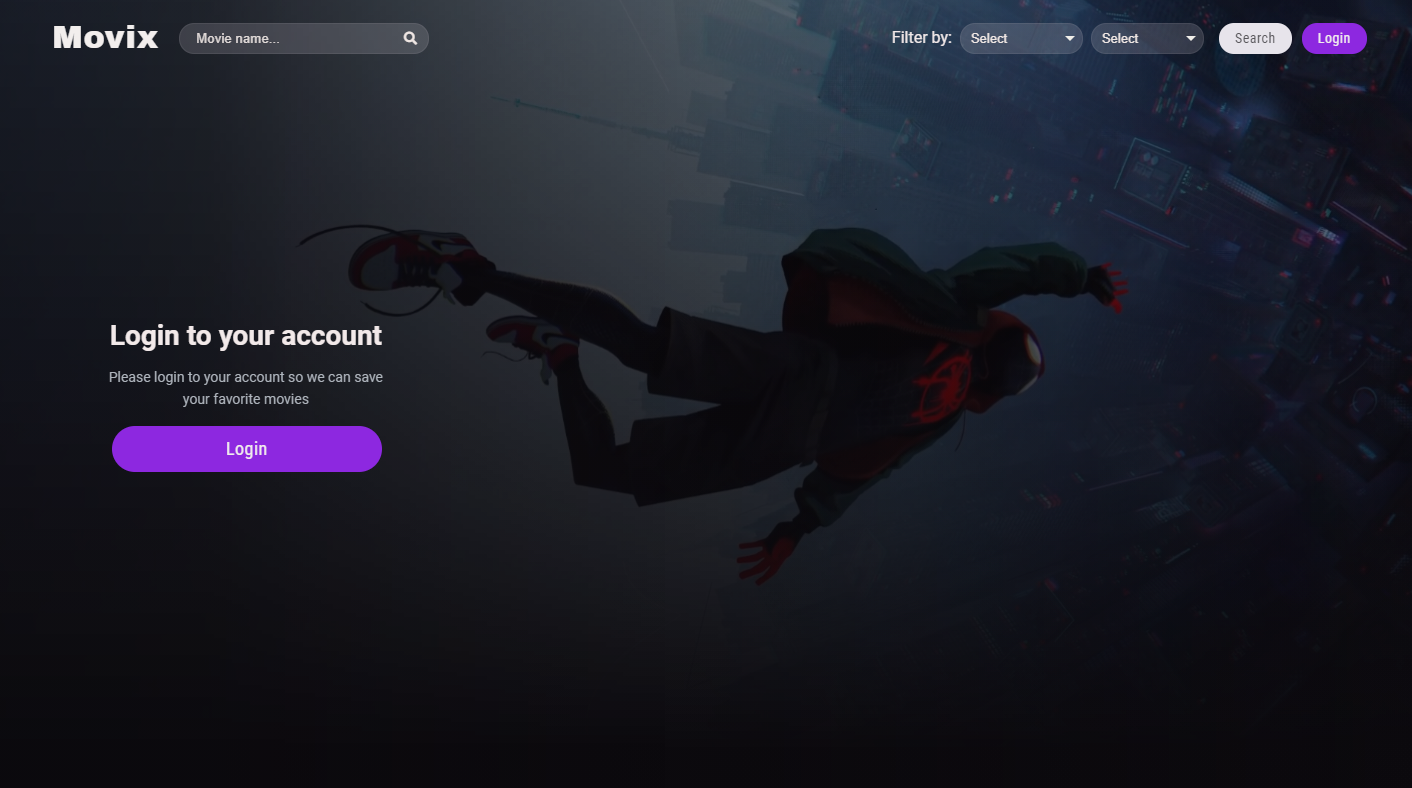 Movix
Movie name...
Filter by:
Select
Select
Search
Login
Login to your account
Please login to your account so we can save
your favorite movies
Login